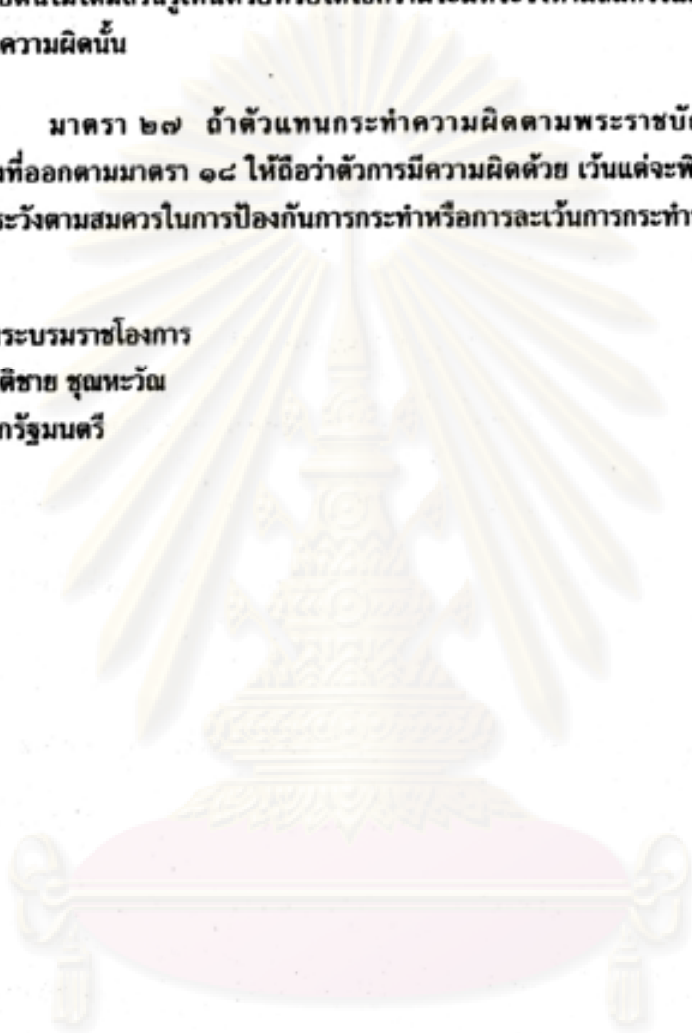 ความผิดนั้น
มาตรา ๒๗ ถ้าตัวแทนกระทำความผิดตามพระราชบั
ที่ออกตามมาตรา ๑๘ ให้ถือว่าตัวการมีความผิดด้วย เว้นแต่จะพิ
ระวังตามสมควรในการป้องกันการกระทำหรือการละเว้นการกระทำ
ระบรมราชโองการ
ติชาย ชุณหะวัณ
กรัฐมนตรี